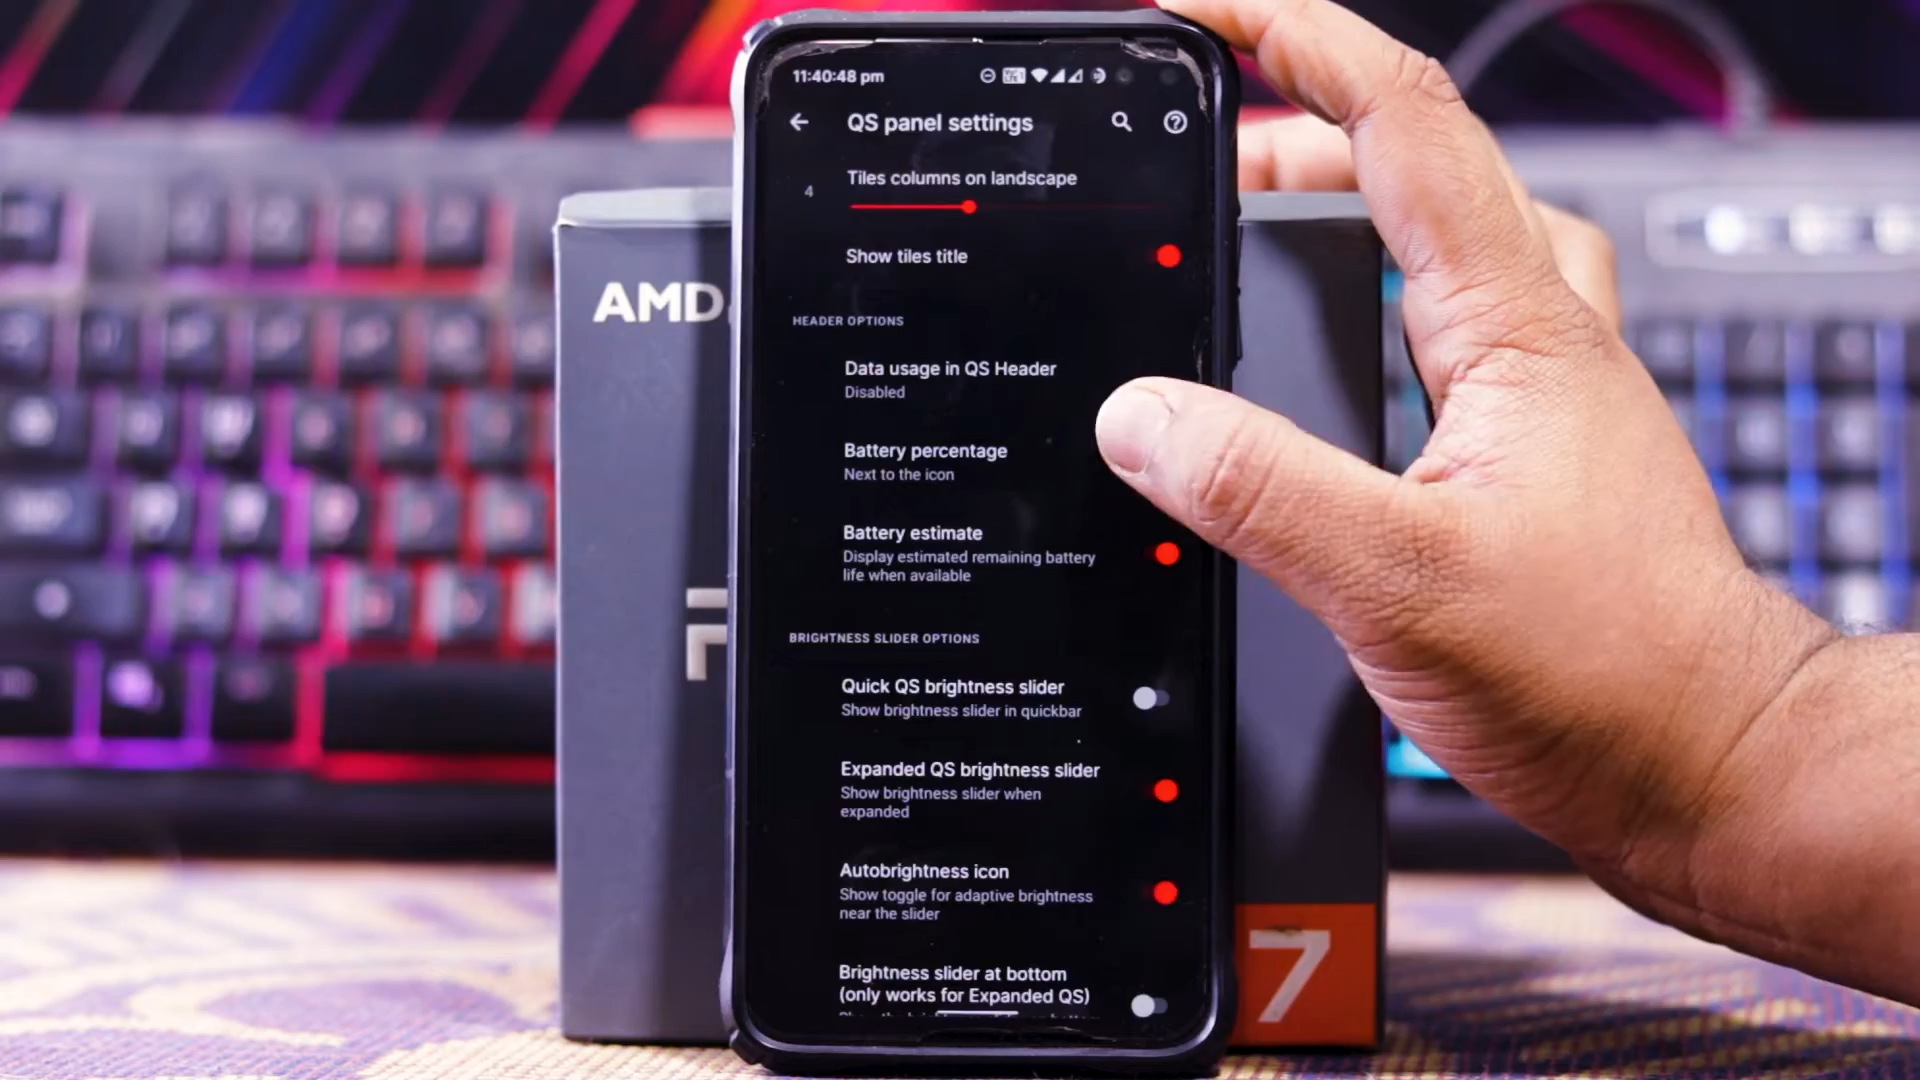 11:40:48 pm
QS panel settings
4
Tiles columns on landscape
Show tiles title
AMD
HEADER OPTIONS
Data usage in QS Header
Disabled
Battery percentage
Next to the icon
Battery estimate
Display estimated remaining battery
life when available
BRIGHTNESS SLIDER OPTIONS
Quick QS brightness slider
Show brightness slider in quickbar
Expanded QS brightness slider
Show brightness slider when
expanded
Autobrightness icon
Show toggle for adaptive brightness
near the slider
7
Brightness slider at bottom
(only works for Expanded QS)